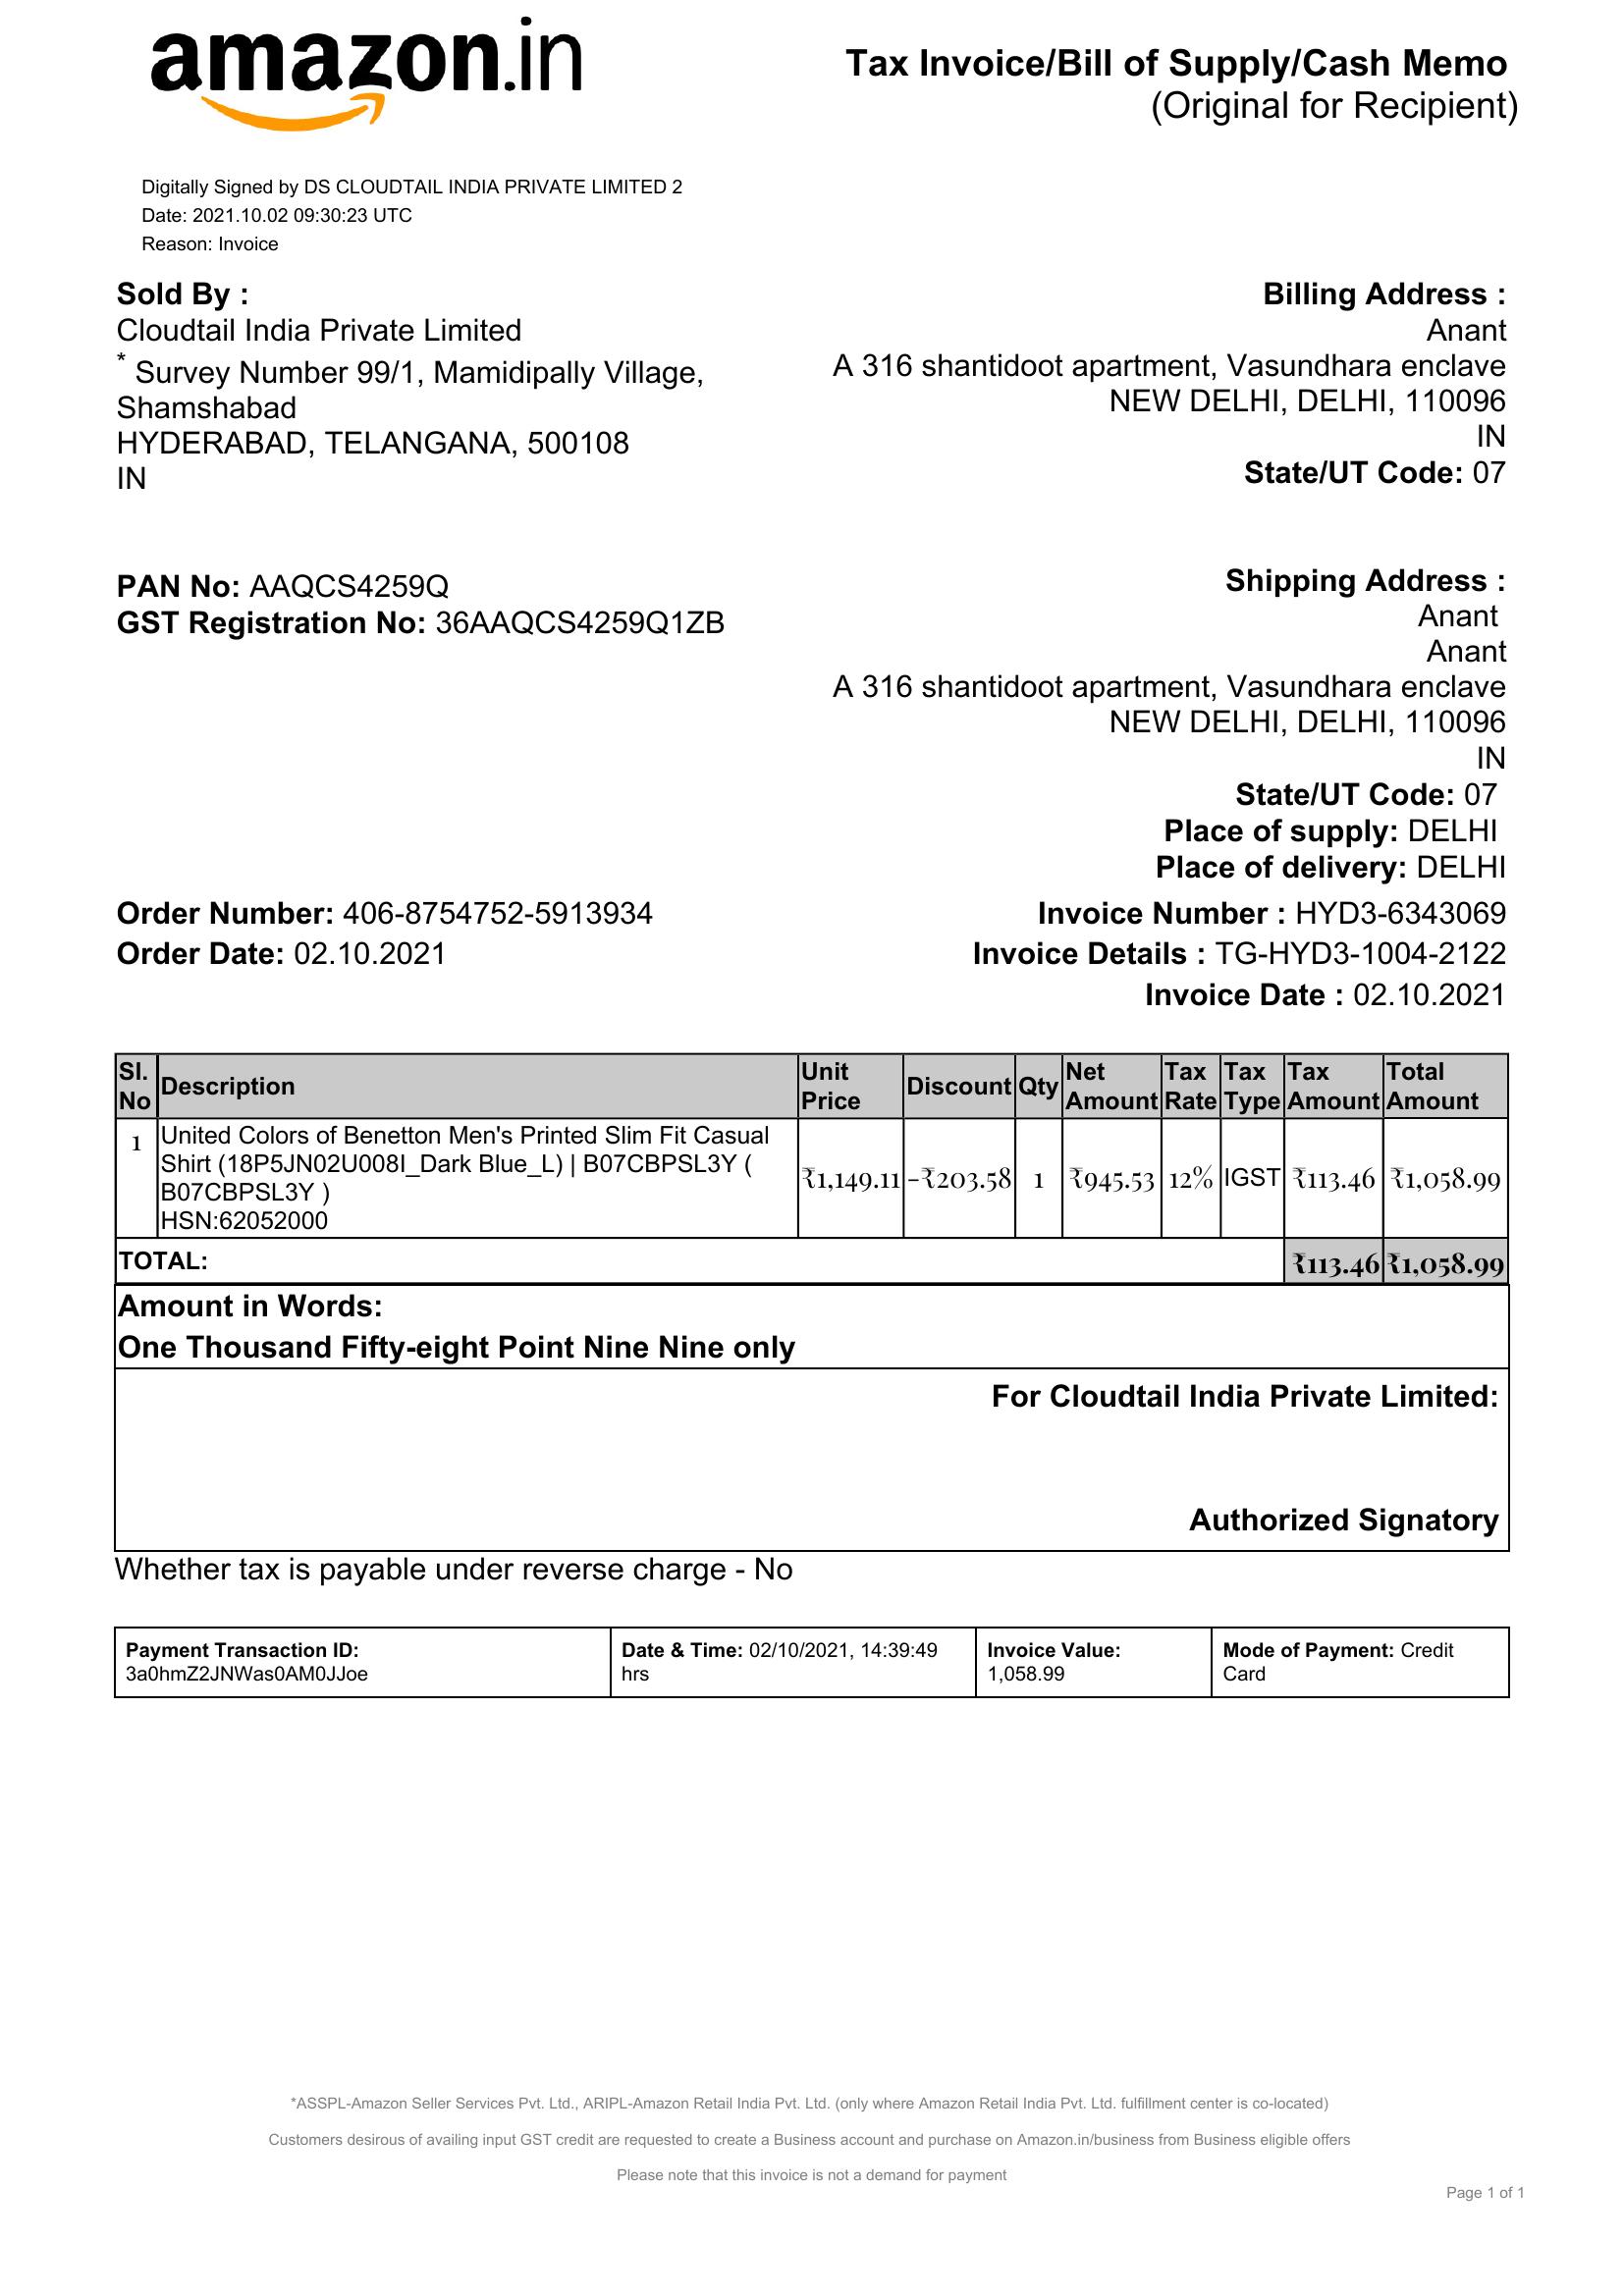 amazon.in
Tax Invoice/Bill of Supply/Cash Memo
(Original for Recipient)
Digitally Signed by DS CLOUDTAIL INDIA PRIVATE LIMITED 2
Date: 2021.10.02 09:30:23 UTC
Reason: Invoice
Sold By :
Cloudtail India Private Limited
* Survey Number 99/1, Mamidipally Village,
Shamshabad
HYDERABAD, TELANGANA, 500108
IN
Billing Address :
Anant
A 316 shantidoot apartment, Vasundhara enclave
NEW DELHI, DELHI, 110096
IN
State/UT Code: 07
PAN No: AAQCS4259Q
GST Registration No: 36AAQCS4259Q1ZB
Shipping Address :
Anant
Anant
A 316 shantidoot apartment, Vasundhara enclave
NEW DELHI, DELHI, 110096
IN
State/UT Code: 07
Place of supply: DELHI
Place of delivery: DELHI
Order Number: 406-8754752-5913934
Order Date: 02.10.2021
Invoice Number : HYD3-6343069
Invoice Details : TG-HYD3-1004-2122
Invoice Date : 02.10.2021
Sl. No Description Unit Price Discount Qty Net Amount Tax Rate Tax Type Tax Amount Total Amount
1 United Colors of Benetton Men's Printed Slim Fit Casual
Shirt (18P5JN02U008I_Dark Blue_L) | B07CBPSL3Y (
B07CBPSL3Y )
HSN:62052000
₹1,149.11 -₹203.58 1 ₹945.53 12% IGST ₹113.46 ₹1,058.99
TOTAL: ₹113.46 ₹1,058.99
Amount in Words:
One Thousand Fifty-eight Point Nine Nine only
For Cloudtail India Private Limited:
Authorized Signatory
Whether tax is payable under reverse charge - No
Payment Transaction ID:
3a0hmZ2JNWas0AM0JJoe
Date & Time: 02/10/2021, 14:39:49
hrs
Invoice Value:
1,058.99
Mode of Payment: Credit
Card
*ASSPL-Amazon Seller Services Pvt. Ltd., ARIPL-Amazon Retail India Pvt. Ltd. (only where Amazon Retail India Pvt. Ltd. fulfillment center is co-located)
Customers desirous of availing input GST credit are requested to create a Business account and purchase on Amazon.in/business from Business eligible offers
Please note that this invoice is not a demand for payment
Page 1 of 1